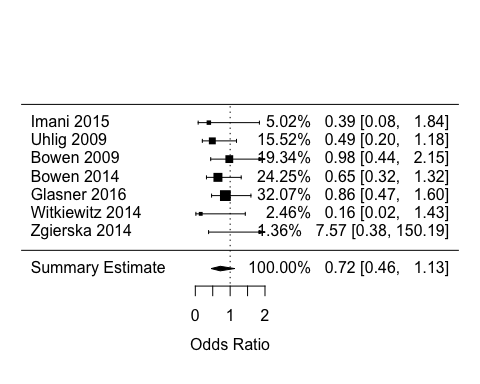 Imani 2015 5.02% 0.39 [0.08, 1.84]
Uhlig 2009 15.52% 0.49 [0.20, 1.18]
Bowen 2009 19.34% 0.98 [0.44, 2.15]
Bowen 2014 24.25% 0.65 [0.32, 1.32]
Glasner 2016 32.07% 0.86 [0.47, 1.60]
Witkiewitz 2014 2.46% 0.16 [0.02, 1.43]
Zgierska 2014 1.36% 7.57 [0.38, 150.19]
Summary Estimate 100.00% 0.72 [0.46, 1.13]
0 1 2
Odds Ratio